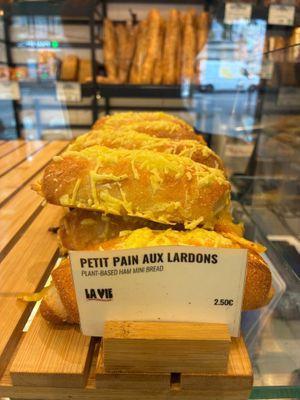 PETIT PAIN AUX LARDONS
PLANT-BASED HAM MINI BREAD
LA VIE
2.50€